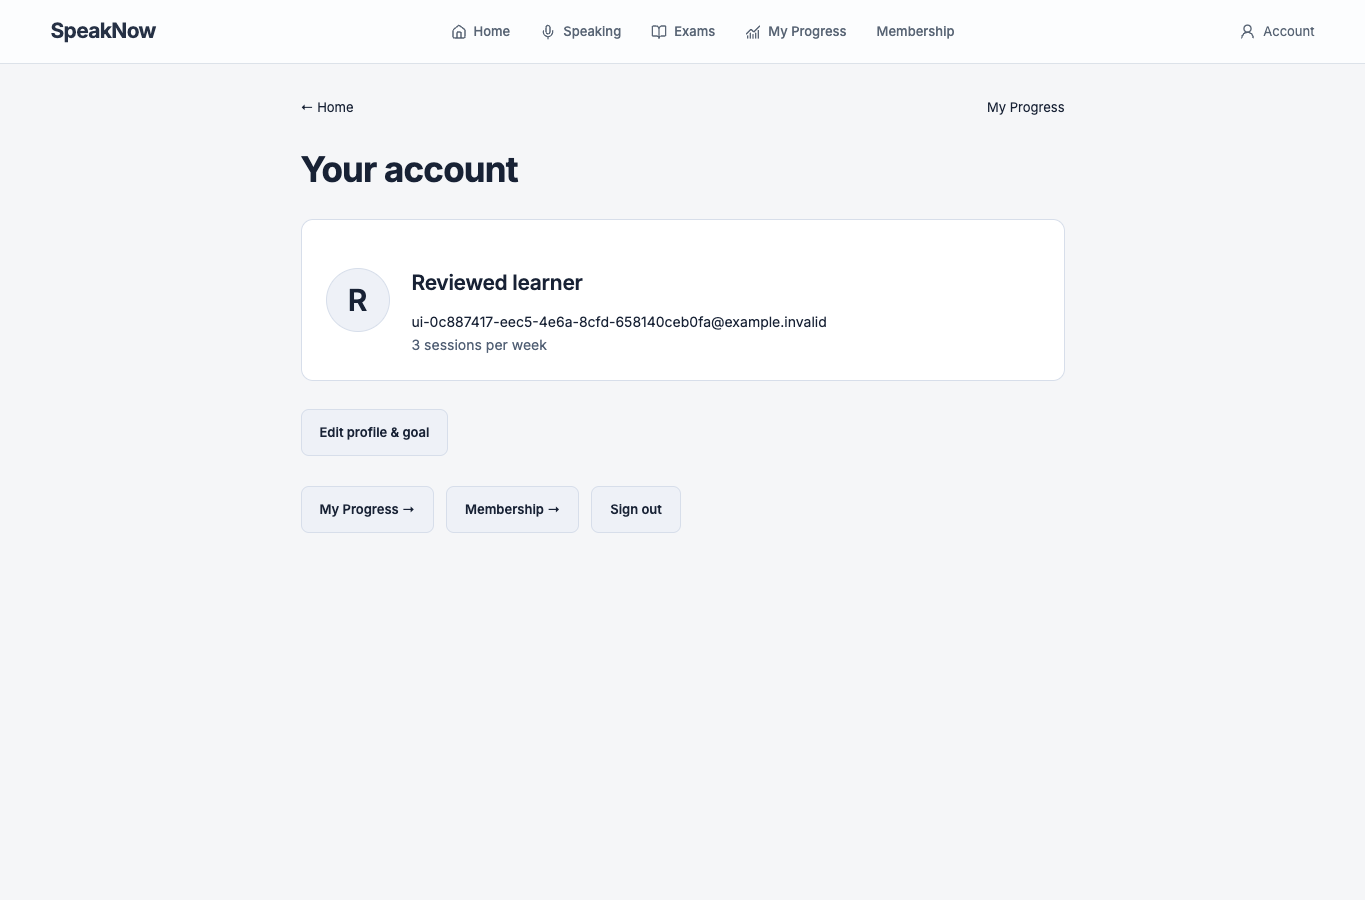 SpeakNow
Home Speaking Exams My Progress Membership Account
← Home My Progress
Your account
R
Reviewed learner
ui-0c887417-eec5-4e6a-8cfd-658140ceb0fa@example.invalid
3 sessions per week
Edit profile & goal
My Progress → Membership → Sign out